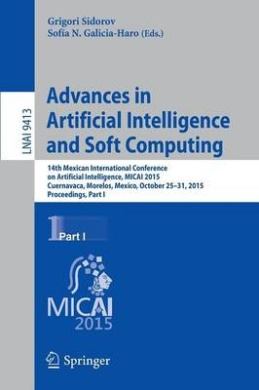 Grigori Sidorov
Sofía N. Galicia-Haro (Eds.)
LNAI 9413
Advances in
Artificial Intelligence
and Soft Computing
14th Mexican International Conference
on Artificial Intelligence, MICAI 2015
Cuernavaca, Morelos, Mexico, October 25–31, 2015
Proceedings, Part I
1
Part I
MICAI
2015
Springer